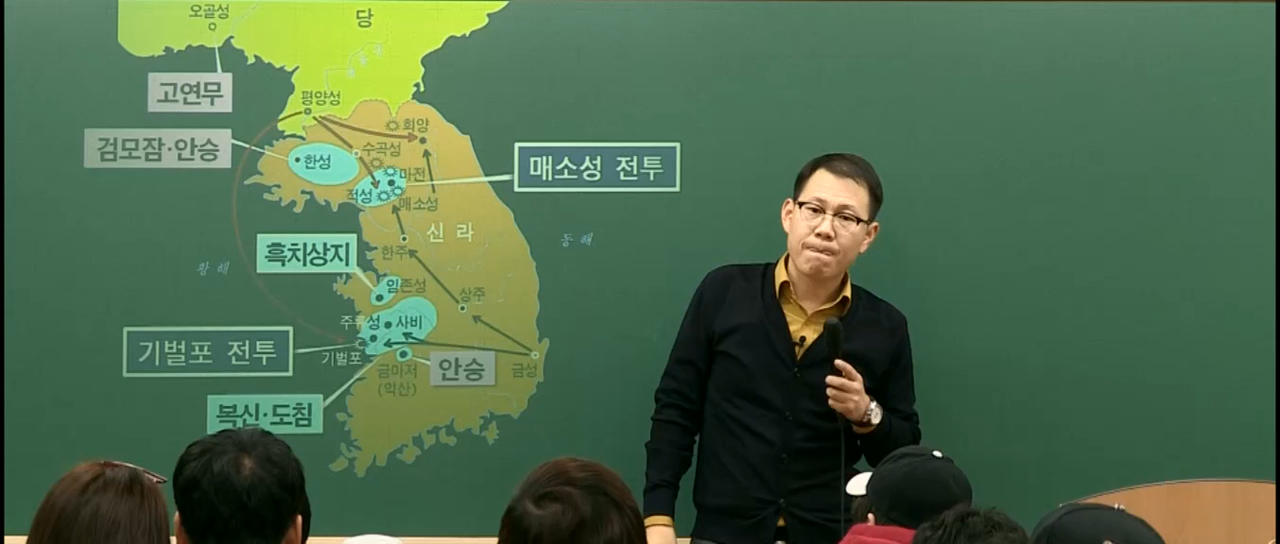 오골성
당
고연무
평양성
회양
검모잠·안승
수곡성
한성
마전
매소성 전투
적성
매소성
신 라
동 해
흑치상지
한주
황 해
임존성
상주
주류성
사비
기벌포 전투
기벌포
안승
금성
금마저
(익산)
복신·도침